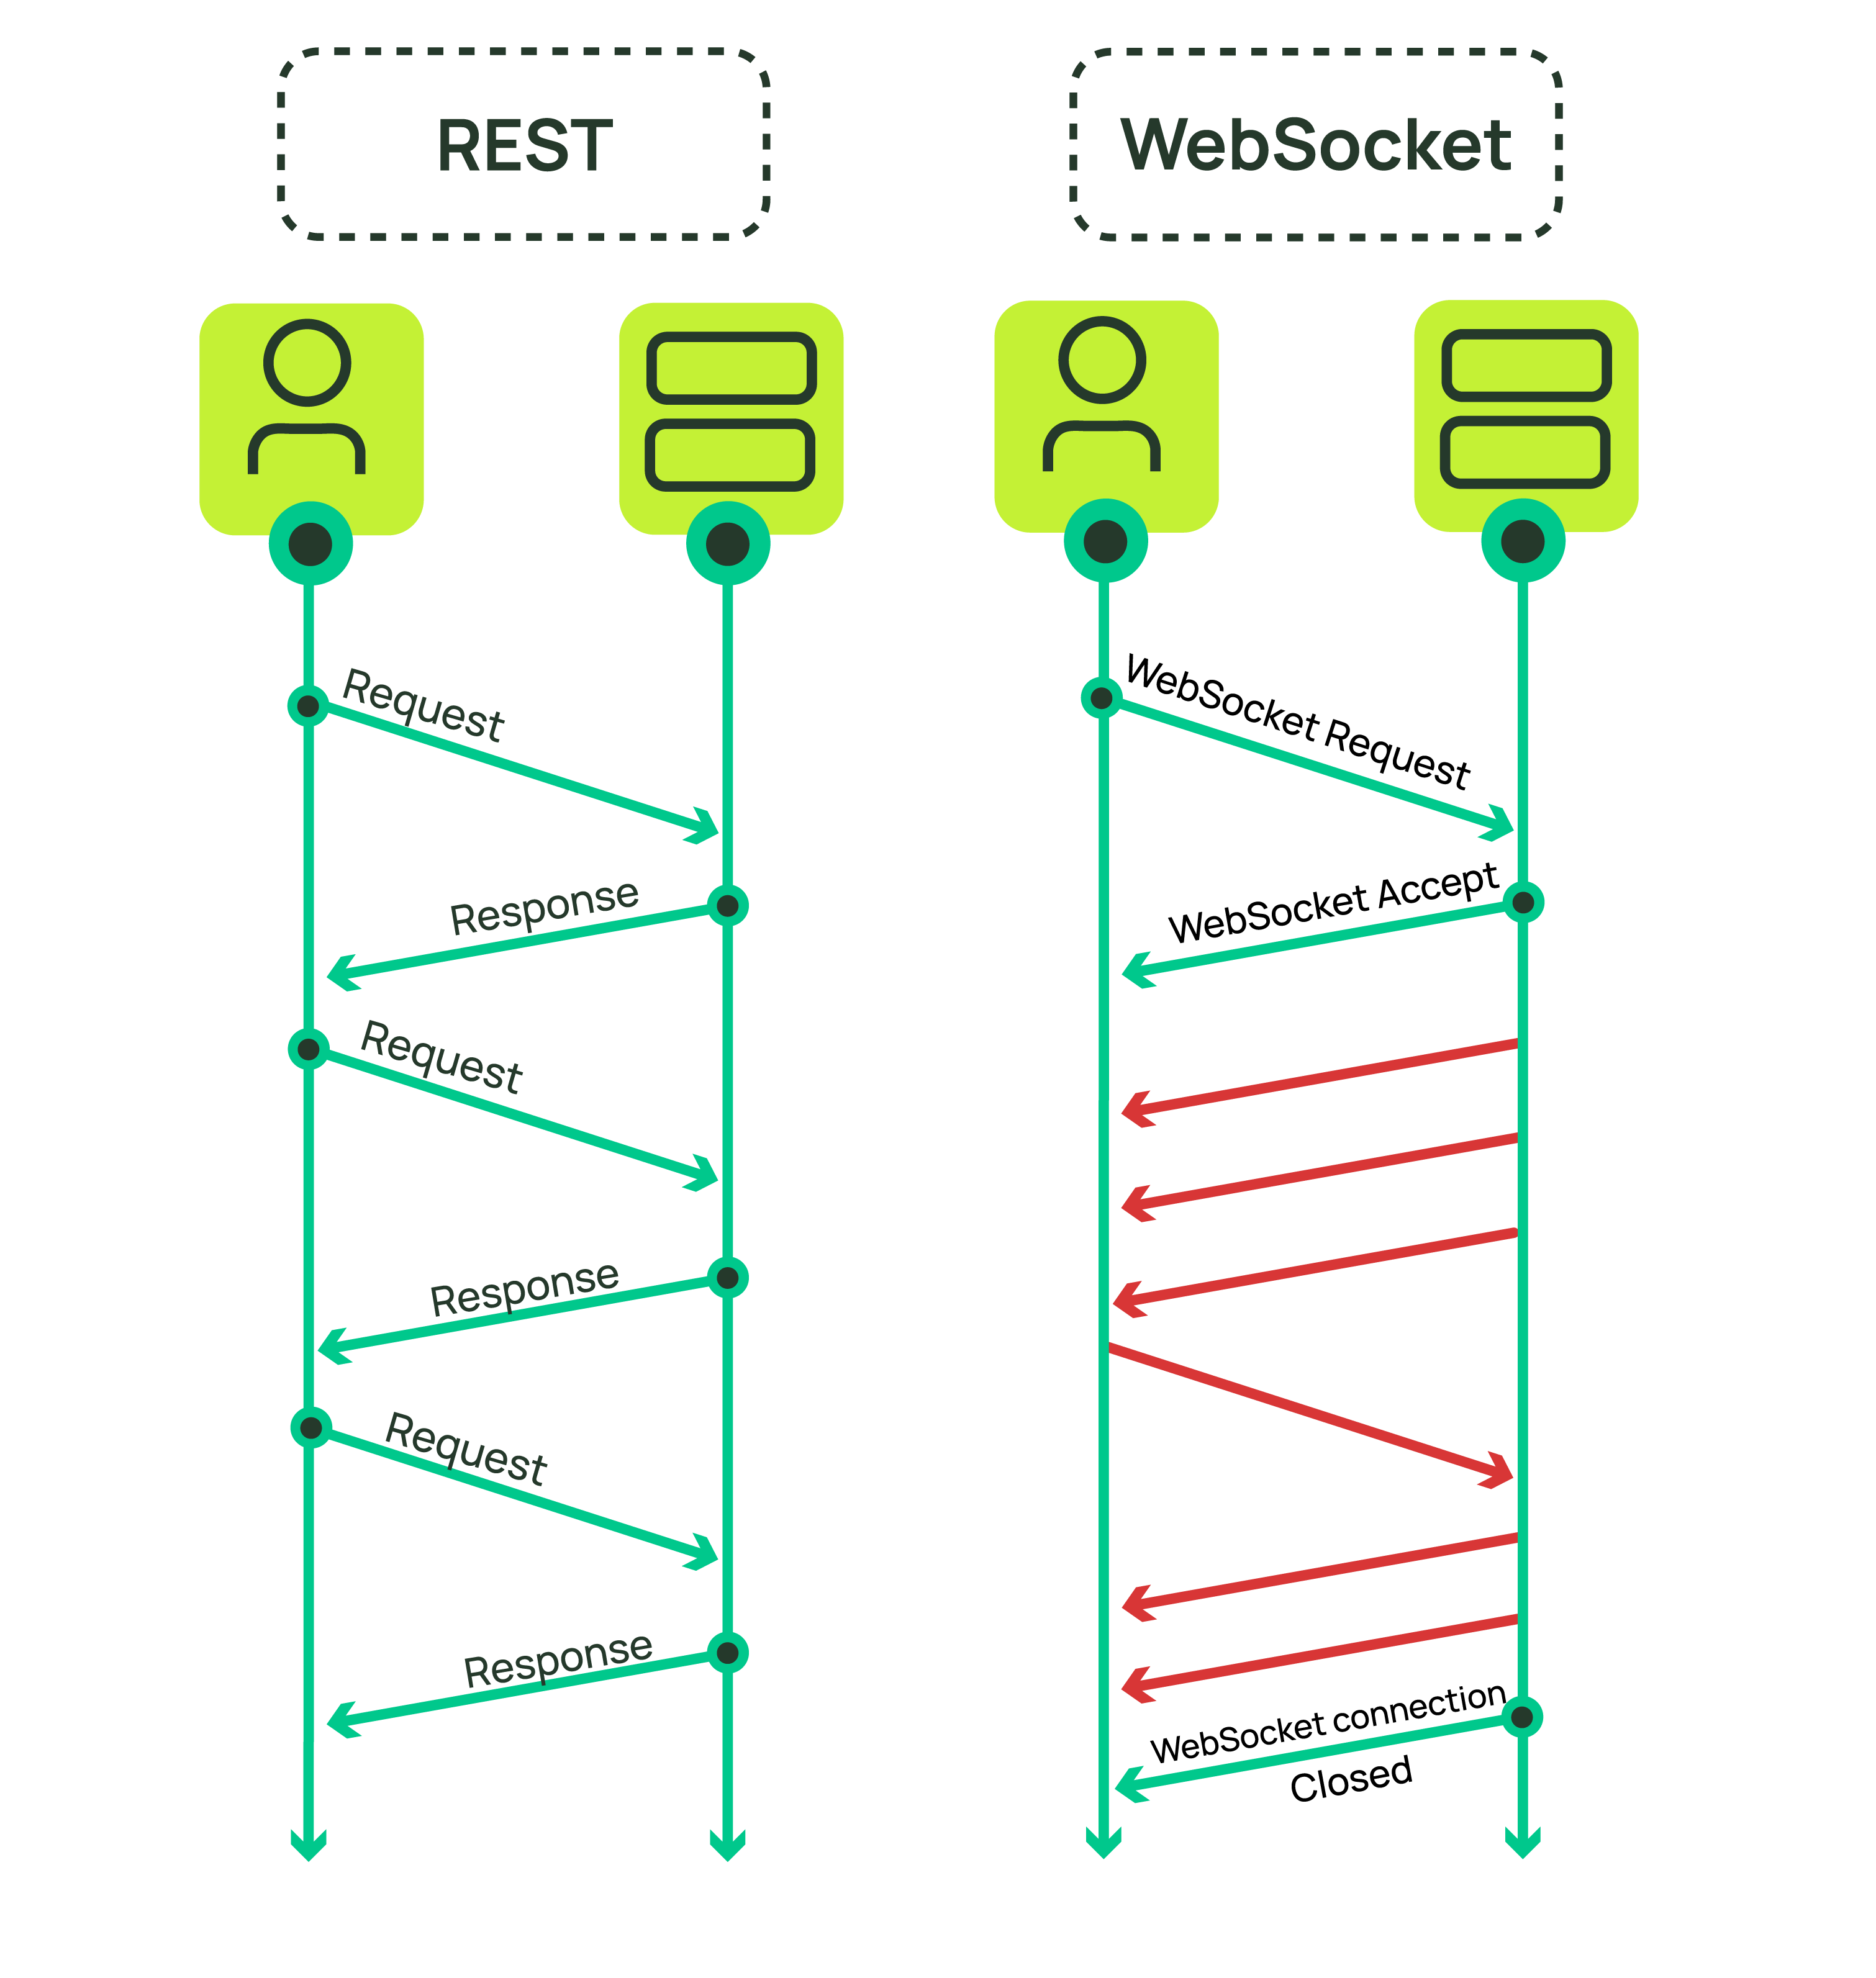 REST
WebSocket
Request
Response
Request
Response
Request
Response
WebSocket Request
WebSocket Accept
WebSocket connection
Closed